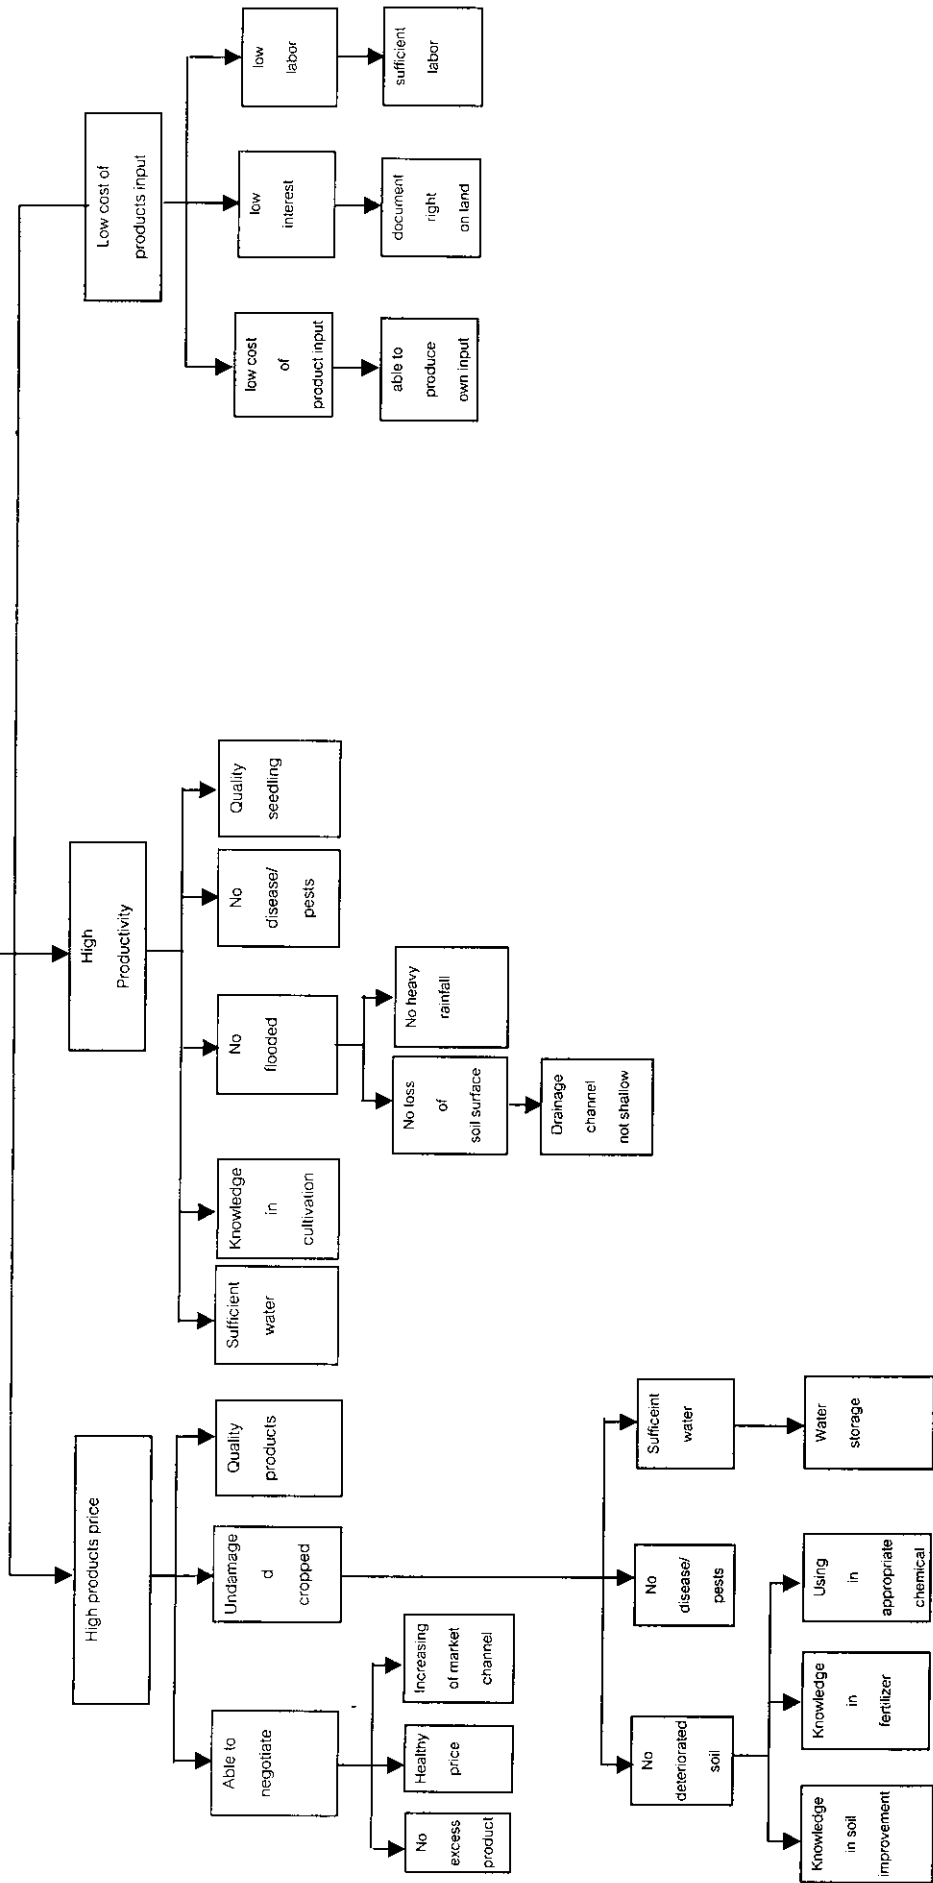 High products price
High
Productivity
Low cost of
products input
Able to
negotiate
Undamage
d
cropped
Quality
products
Sufficient
water
Knowledge
in
cultivation
No
flooded
No
disease/
pests
Quality
seedling
low cost
of
product input
low
interest
low
labor
No
excess
product
Healthy
price
Increasing
of market
channel
No loss
of
soil surface
No heavy
rainfall
able to
produce
own input
document
right
on land
sufficient
labor
Drainage
channel
not shallow
No
deteriorated
soil
No
disease/
pests
Sufficeint
water
Knowledge
in soil
improvement
Knowledge
in
fertilizer
Using
in
appropriate
chemical
Water
storage